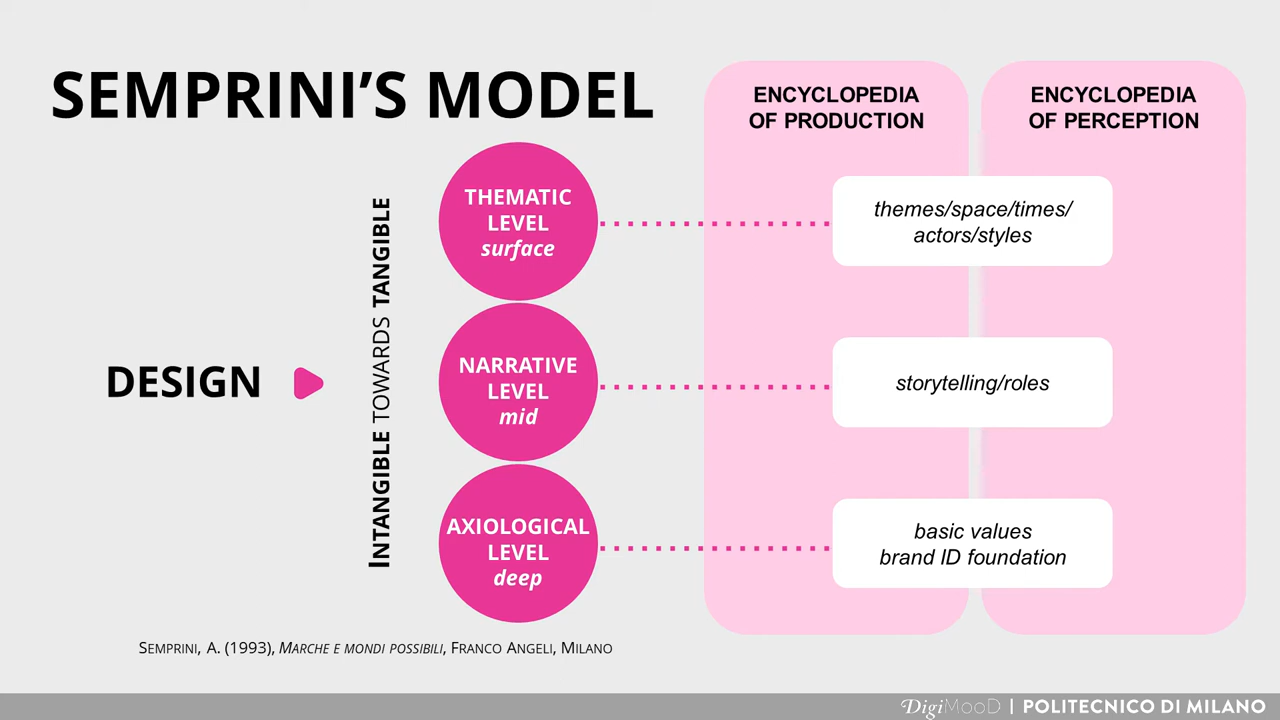 SEMPRINI’S MODEL
ENCYCLOPEDIA
OF PRODUCTION
ENCYCLOPEDIA
OF PERCEPTION
DESIGN
INTANGIBLE TOWARDS TANGIBLE
THEMATIC
LEVEL
surface
themes/space/times/
actors/styles
NARRATIVE
LEVEL
mid
storytelling/roles
AXIOLOGICAL
LEVEL
deep
basic values
brand ID foundation
SEMPRINI, A. (1993), MARCHE E MONDI POSSIBILI, FRANCO ANGELI, MILANO
DigiMooD | POLITECNICO DI MILANO